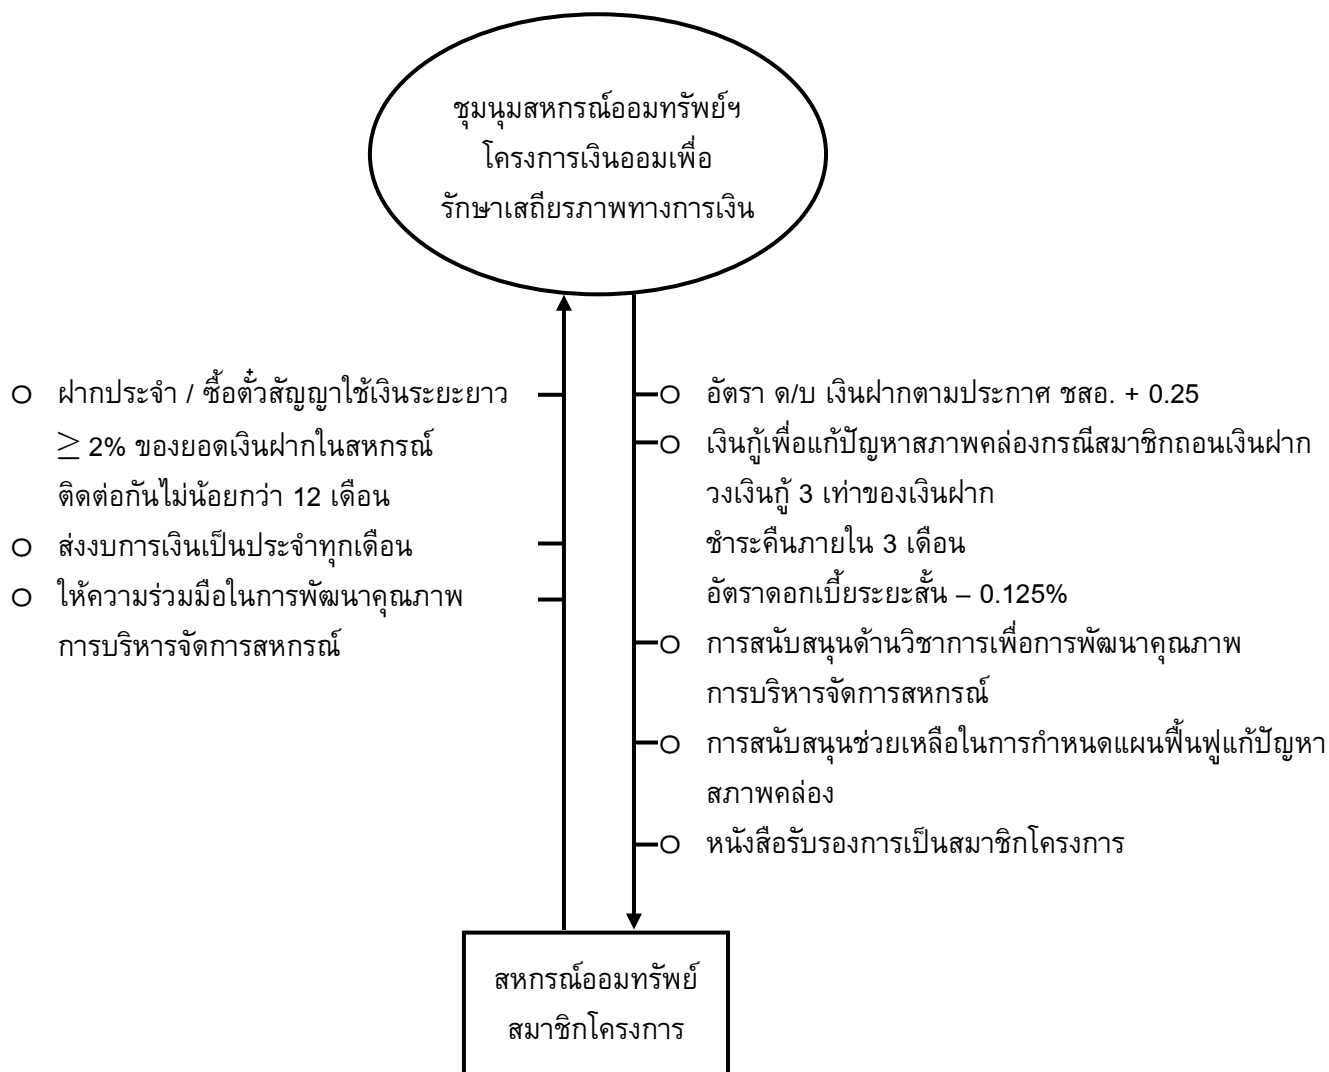 ชุมนุมสหกรณ์ออมทรัพย์ฯ
โครงการเงินออมเพื่อ
รักษาเสถียรภาพทางการเงิน
O ฝากประจำ / ซื้อตั๋วสัญญาใช้เงินระยะยาว
≥ 2% ของยอดเงินฝากในสหกรณ์
ติดต่อกันไม่น้อยกว่า 12 เดือน
O ส่งงบการเงินเป็นประจำทุกเดือน
O ให้ความร่วมมือในการพัฒนาคุณภาพ
การบริหารจัดการสหกรณ์
O อัตรา ด/บ เงินฝากตามประกาศ ชสอ. + 0.25
O เงินกู้เพื่อแก้ปัญหาสภาพคล่องกรณีสมาชิกถอนเงินฝาก
วงเงินกู้ 3 เท่าของเงินฝาก
ชำระคืนภายใน 3 เดือน
อัตราดอกเบี้ยระยะสั้น – 0.125%
O การสนับสนุนด้านวิชาการเพื่อการพัฒนาคุณภาพ
การบริหารจัดการสหกรณ์
O การสนับสนุนช่วยเหลือในการกำหนดแผนฟื้นฟูแก้ปัญหา
สภาพคล่อง
O หนังสือรับรองการเป็นสมาชิกโครงการ
สหกรณ์ออมทรัพย์
สมาชิกโครงการ